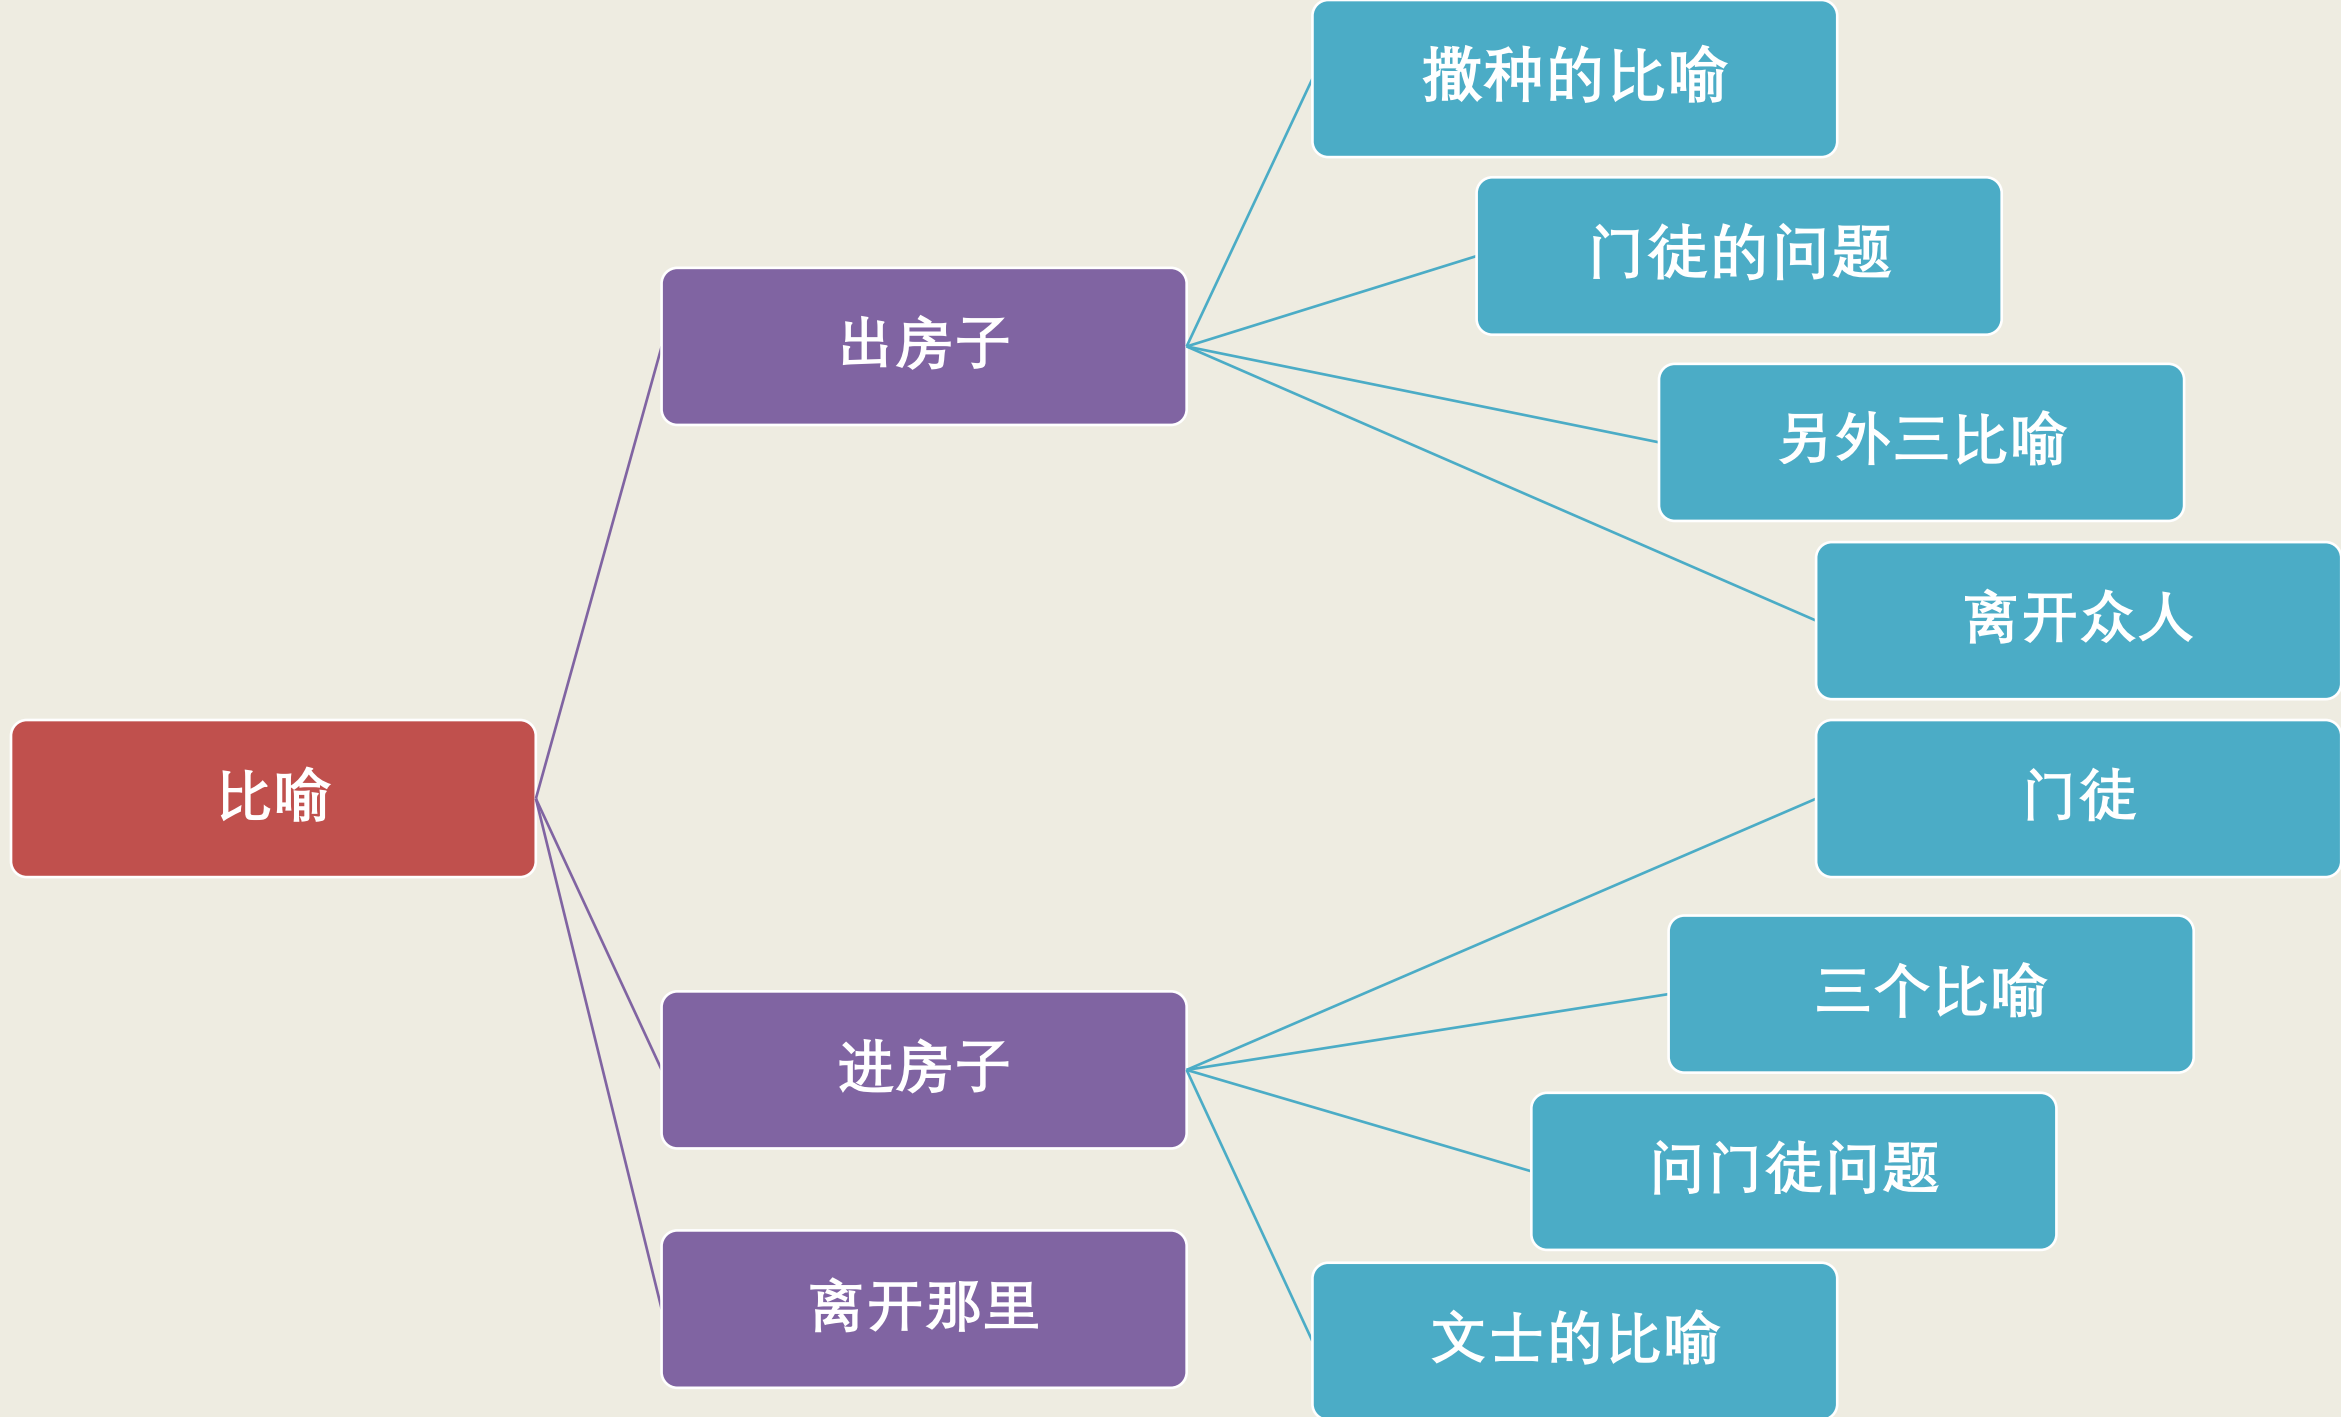 比喻
出房子
撒种的比喻
门徒的问题
另外三比喻
离开众人
进房子
门徒
三个比喻
问门徒问题
文士的比喻
离开那里